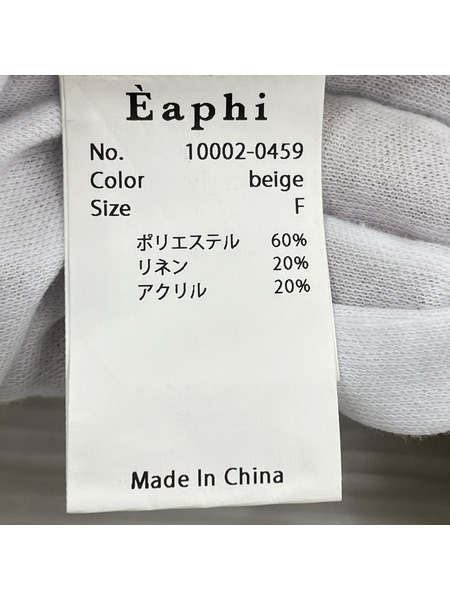 Èaphi
No. 10002-0459
Color beige
Size F
ポリエステル 60%
リネン 20%
アクリル 20%
Made In China